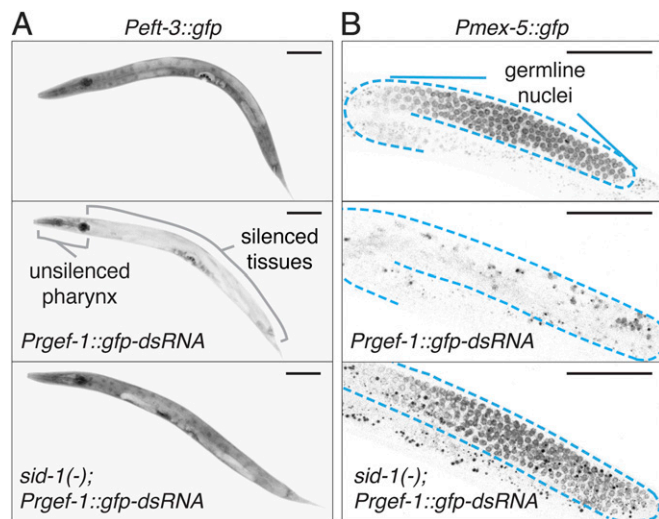 A
Peft-3::gfp
unsilenced
pharynx
silenced
tissues
Prgef-1::gfp-dsRNA
sid-1(-);
Prgef-1::gfp-dsRNA
B
Pmex-5::gfp
germline
nuclei
Prgef-1::gfp-dsRNA
sid-1(-);
Prgef-1::gfp-dsRNA